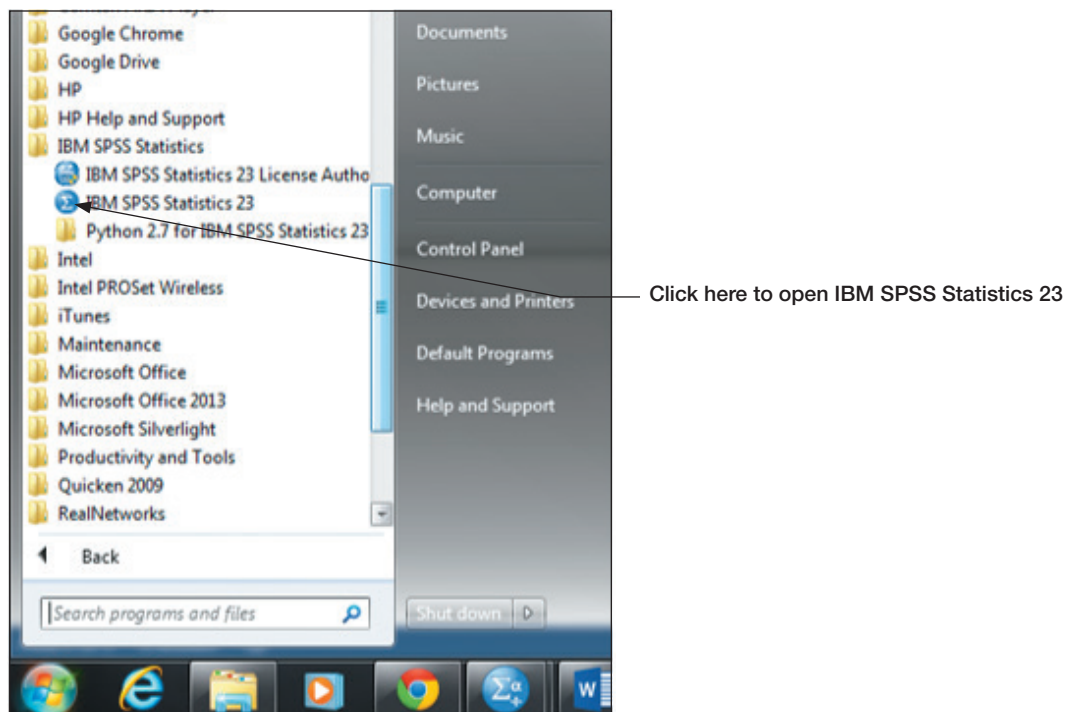 Google Chrome
Google Drive
HP
HP Help and Support
IBM SPSS Statistics
IBM SPSS Statistics 23 License Autho
IBM SPSS Statistics 23
Python 2.7 for IBM SPSS Statistics 23
Intel
Intel PROSet Wireless
iTunes
Maintenance
Microsoft Office
Microsoft Office 2013
Microsoft Silverlight
Productivity and Tools
Quicken 2009
RealNetworks
Back
Search programs and files
Documents
Pictures
Music
Computer
Control Panel
Devices and Printers
Default Programs
Help and Support
Shut down
Click here to open IBM SPSS Statistics 23